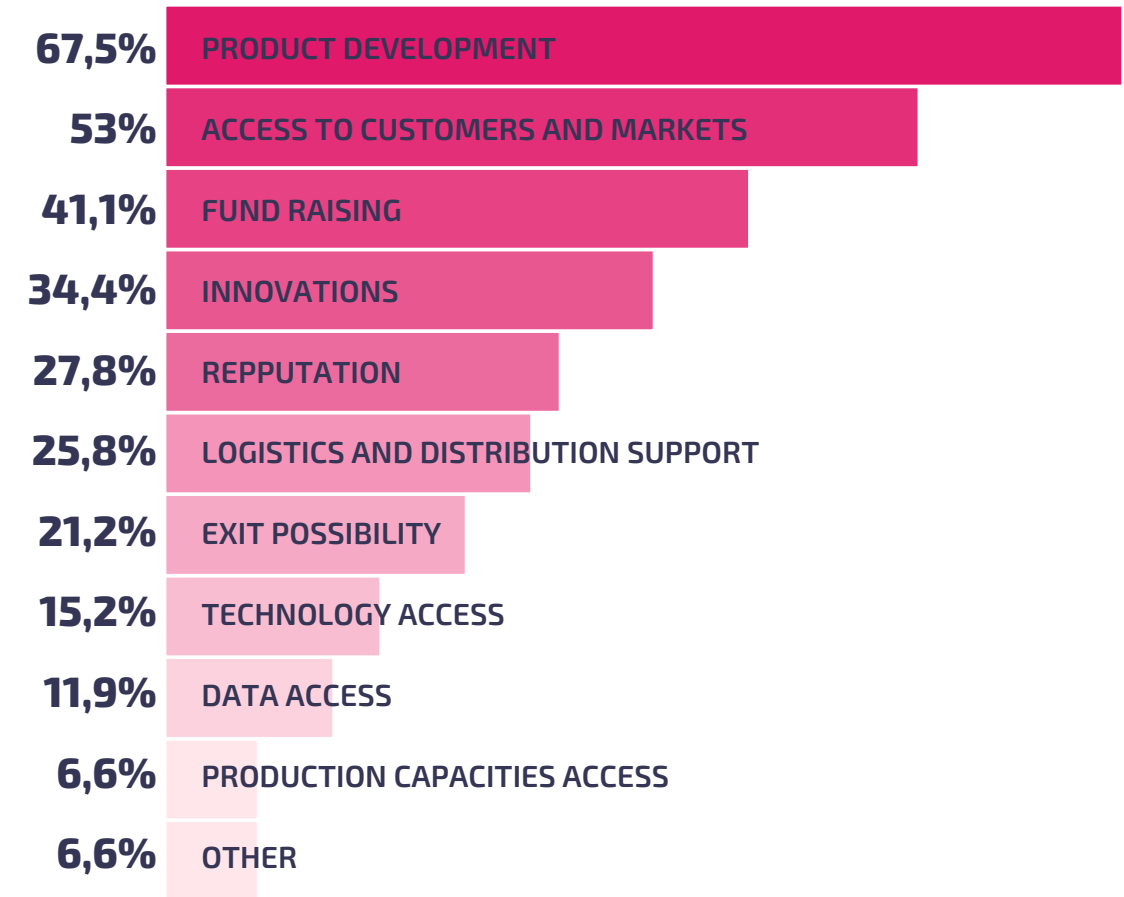 67,5% PRODUCT DEVELOPMENT
53% ACCESS TO CUSTOMERS AND MARKETS
41,1% FUND RAISING
34,4% INNOVATIONS
27,8% REPPUTATION
25,8% LOGISTICS AND DISTRIBUTION SUPPORT
21,2% EXIT POSSIBILITY
15,2% TECHNOLOGY ACCESS
11,9% DATA ACCESS
6,6% PRODUCTION CAPACITIES ACCESS
6,6% OTHER